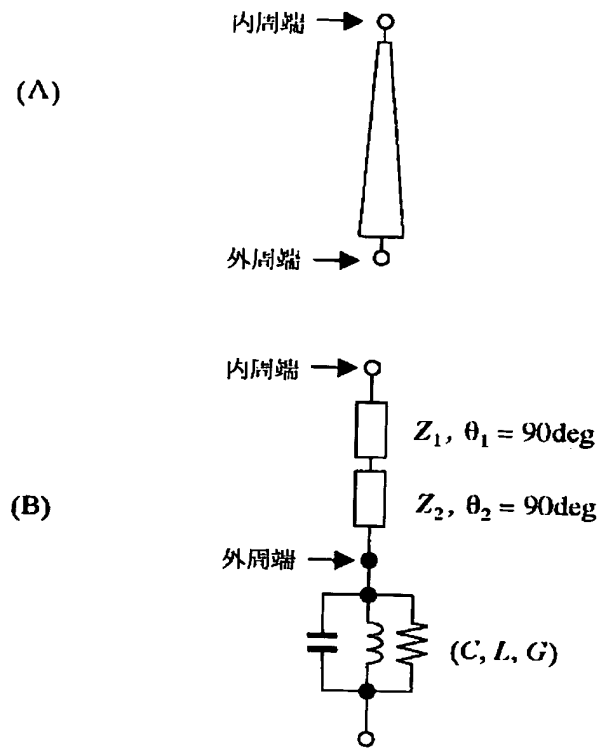 内周端
(A)
外周端
内周端
Z₁, θ₁ = 90deg
(B)
Z₂, θ₂ = 90deg
外周端
(C, L, G)